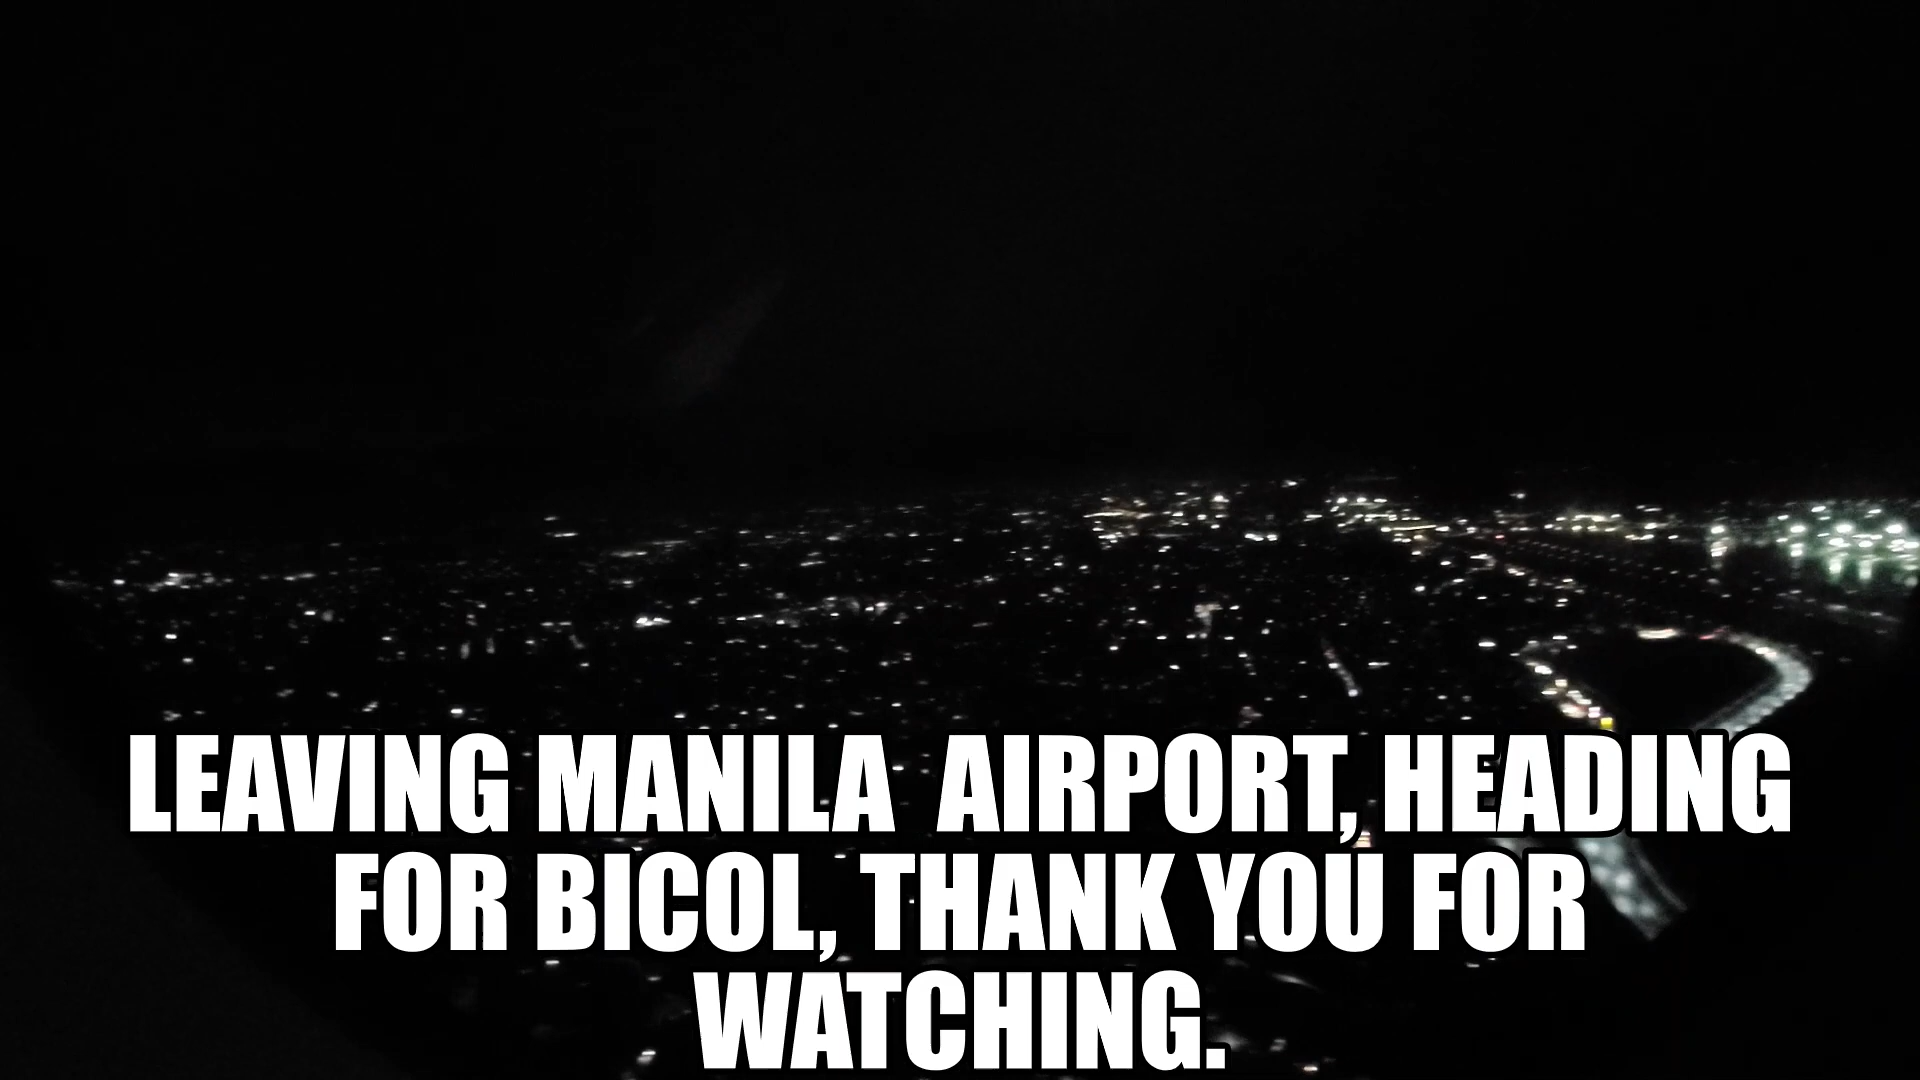 LEAVING MANILA  AIRPORT, HEADING
FOR BICOL, THANK YOU FOR
WATCHING.